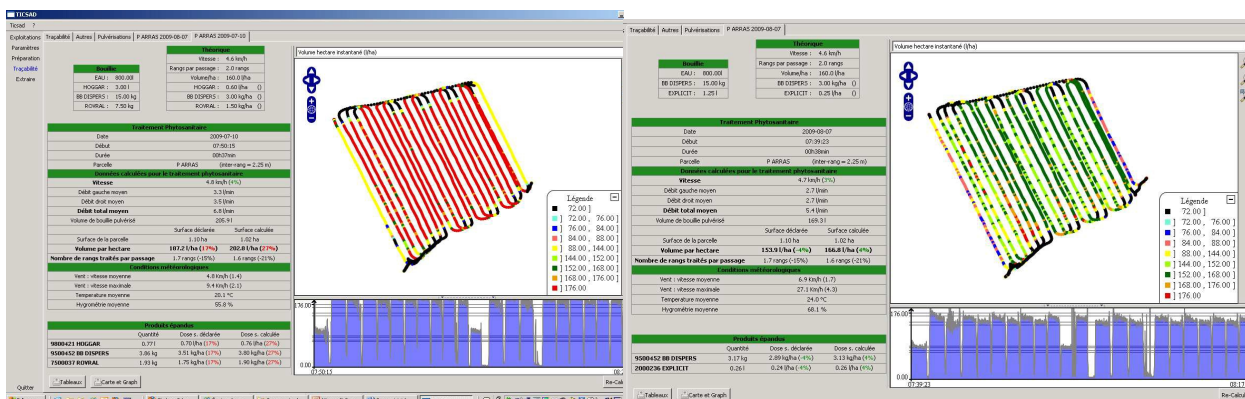 TICSAD
Ticsad ?
Exploitations
Paramètres
Préparation
Traçabilité
Extraire
Quitter
Traçabilité Autres Pulvérisations P ARRAS 2009-08-07 P ARRAS 2009-07-10
Bouillie
EAU : 800.00l
HOGGAR : 3.00 l
BB DISPERS : 15.00 kg
ROVRAL : 7.50 kg
Théorique
Vitesse : 4.6 km/h
Rangs par passage : 2.0 rangs
Volume/ha : 160.0 l/ha
HOGGAR : 0.60 l/ha ()
BB DISPERS : 3.00 kg/ha ()
ROVRAL : 1.50 kg/ha ()
Traitement Phytosanitaire
Date 2009-07-10
Début 07:50:15
Durée 00h37min
Parcelle P ARRAS (inter-rang = 2.25 m)
Données calculées pour le traitement phytosanitaire
Vitesse 4.8 km/h (4%)
Débit gauche moyen 3.3 l/min
Débit droit moyen 3.5 l/min
Débit total moyen 6.8 l/min
Volume de bouillie pulvérisé 205.9 l
Surface déclarée Surface calculée
Surface de la parcelle 1.10 ha 1.02 ha
Volume par hectare 187.2 l/ha (17%) 202.8 l/ha (27%)
Nombre de rangs traités par passage 1.7 rangs (-15%) 1.6 rangs (-21%)
Conditions météorologiques
Vent : vitesse moyenne 4.8 Km/h (1.4)
Vent : vitesse maximale 9.4 Km/h (2.1)
Temperature moyenne 20.1 °C
Hygrométrie moyenne 55.8 %
Produits épandus
Quantité Dose s. déclarée Dose s. calculée
9800421 HOGGAR 0.77 l 0.70 l/ha (17%) 0.76 l/ha (27%)
9500452 BB DISPERS 3.86 kg 3.51 kg/ha (17%) 3.80 kg/ha (27%)
7500037 ROVRAL 1.93 kg 1.75 kg/ha (17%) 1.90 kg/ha (27%)
Tableaux Carte et Graph
Volume hectare instantané (l/ha)
Légende
72.00 ]
] 72.00 , 76.00 ]
] 76.00 , 84.00 ]
] 84.00 , 88.00 ]
] 88.00 , 144.00 ]
] 144.00 , 152.00 ]
] 152.00 , 168.00 ]
] 168.00 , 176.00 ]
] 176.00
176.00
0.00
07:50:15
Re-Calc
Traçabilité Autres Pulvérisations P ARRAS 2009-08-07
Bouillie
EAU : 800.00l
BB DISPERS : 15.00 kg
EXPLICIT : 1.25 l
Théorique
Vitesse : 4.6 km/h
Rangs par passage : 2.0 rangs
Volume/ha : 160.0 l/ha
BB DISPERS : 3.00 kg/ha ()
EXPLICIT : 0.25 l/ha ()
Traitement Phytosanitaire
Date 2009-08-07
Début 07:39:23
Durée 00h38min
Parcelle P ARRAS (inter-rang = 2.25 m)
Données calculées pour le traitement phytosanitaire
Vitesse 4.7 km/h (3%)
Débit gauche moyen 2.7 l/min
Débit droit moyen 2.7 l/min
Débit total moyen 5.4 l/min
Volume de bouillie pulvérisé 169.3 l
Surface déclarée Surface calculée
Surface de la parcelle 1.10 ha 1.02 ha
Volume par hectare 153.9 l/ha (-4%) 166.8 l/ha (4%)
Nombre de rangs traités par passage 1.7 rangs (-15%) 1.6 rangs (-21%)
Conditions météorologiques
Vent : vitesse moyenne 6.9 Km/h (1.7)
Vent : vitesse maximale 27.1 Km/h (4.3)
Temperature moyenne 24.0 °C
Hygrométrie moyenne 68.1 %
Produits épandus
Quantité Dose s. déclarée Dose s. calculée
9500452 BB DISPERS 3.17 kg 2.89 kg/ha (-4%) 3.13 kg/ha (4%)
2000236 EXPLICIT 0.26 l 0.24 l/ha (-4%) 0.26 l/ha (4%)
Tableaux Carte et Graph
Volume hectare instantané (l/ha)
Légende
72.00 ]
] 72.00 , 76.00 ]
] 76.00 , 84.00 ]
] 84.00 , 88.00 ]
] 88.00 , 144.00 ]
] 144.00 , 152.00 ]
] 152.00 , 168.00 ]
] 168.00 , 176.00 ]
] 176.00
176.00
0.00
07:39:23
08:17
Re-Calcul